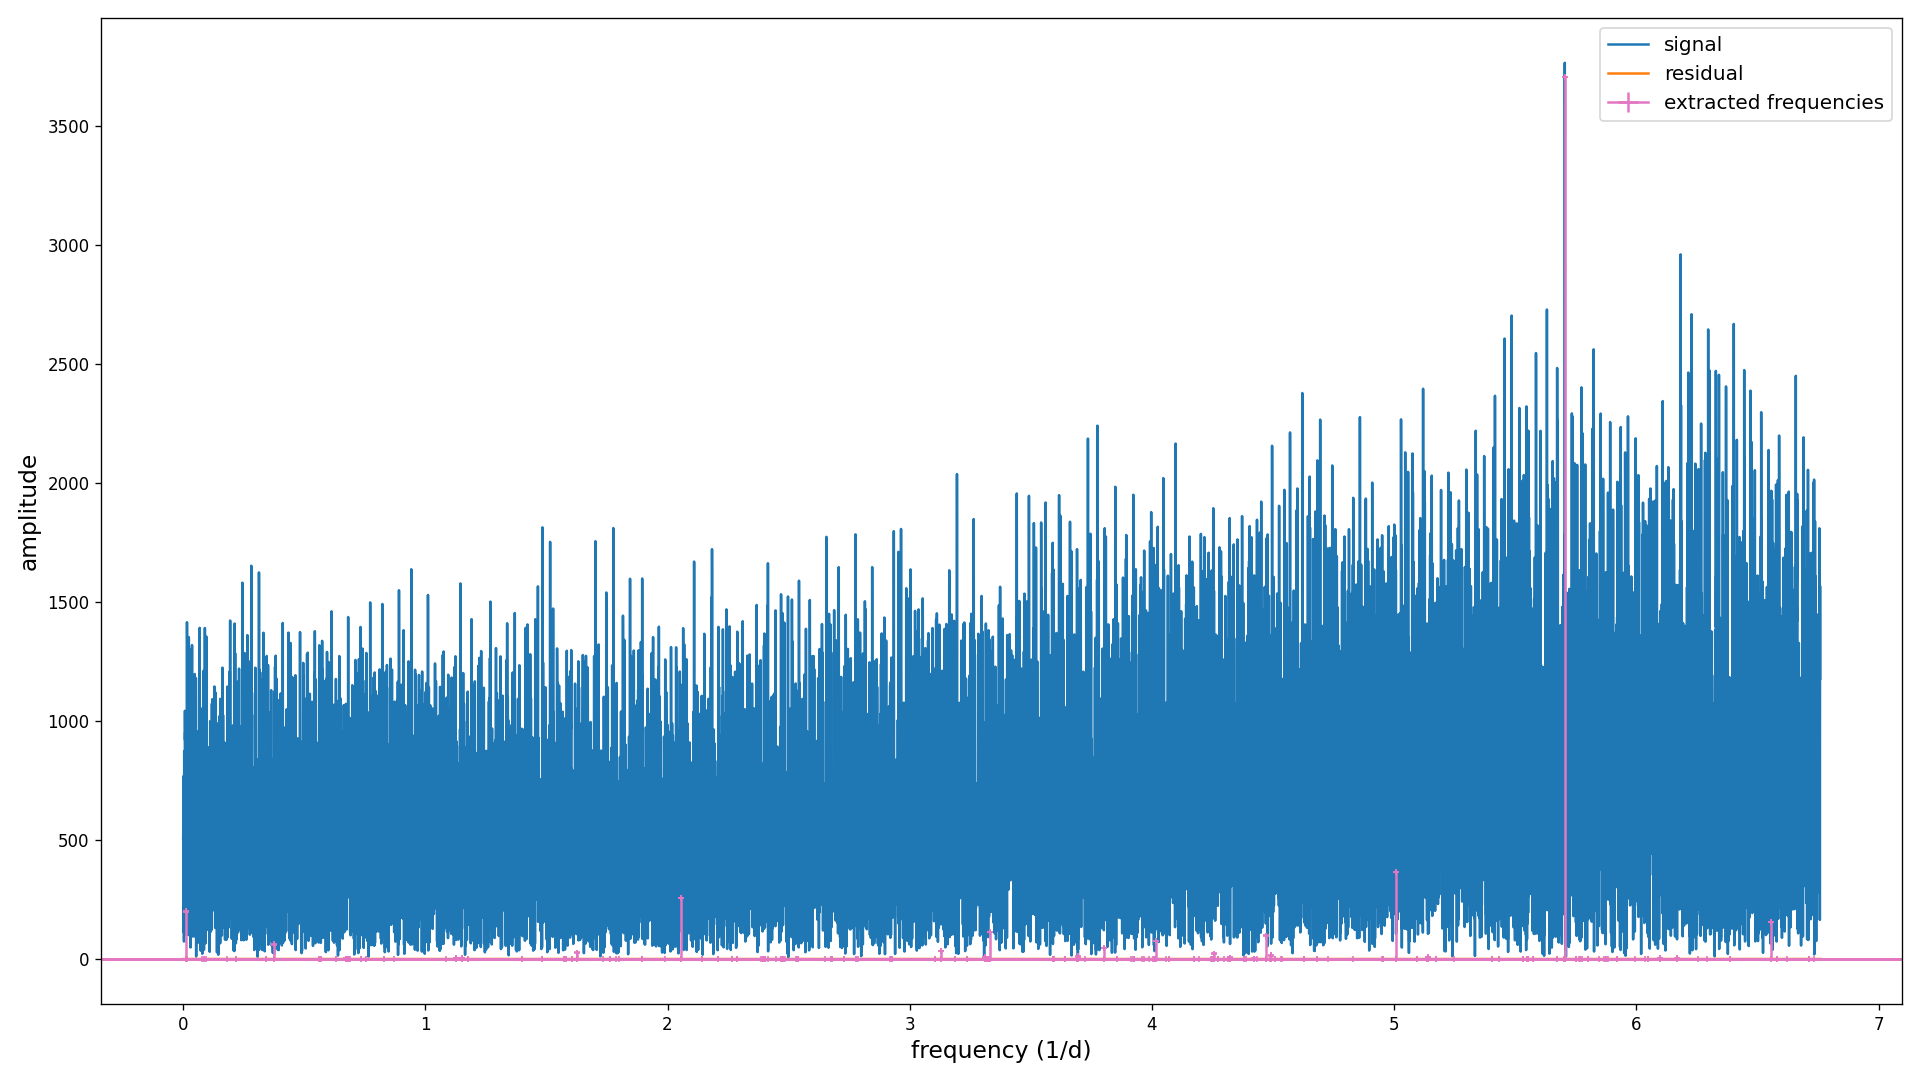 signal
residual
extracted frequencies
3500
3000
2500
2000
1500
1000
500
0
amplitude
0 1 2 3 4 5 6 7
frequency (1/d)